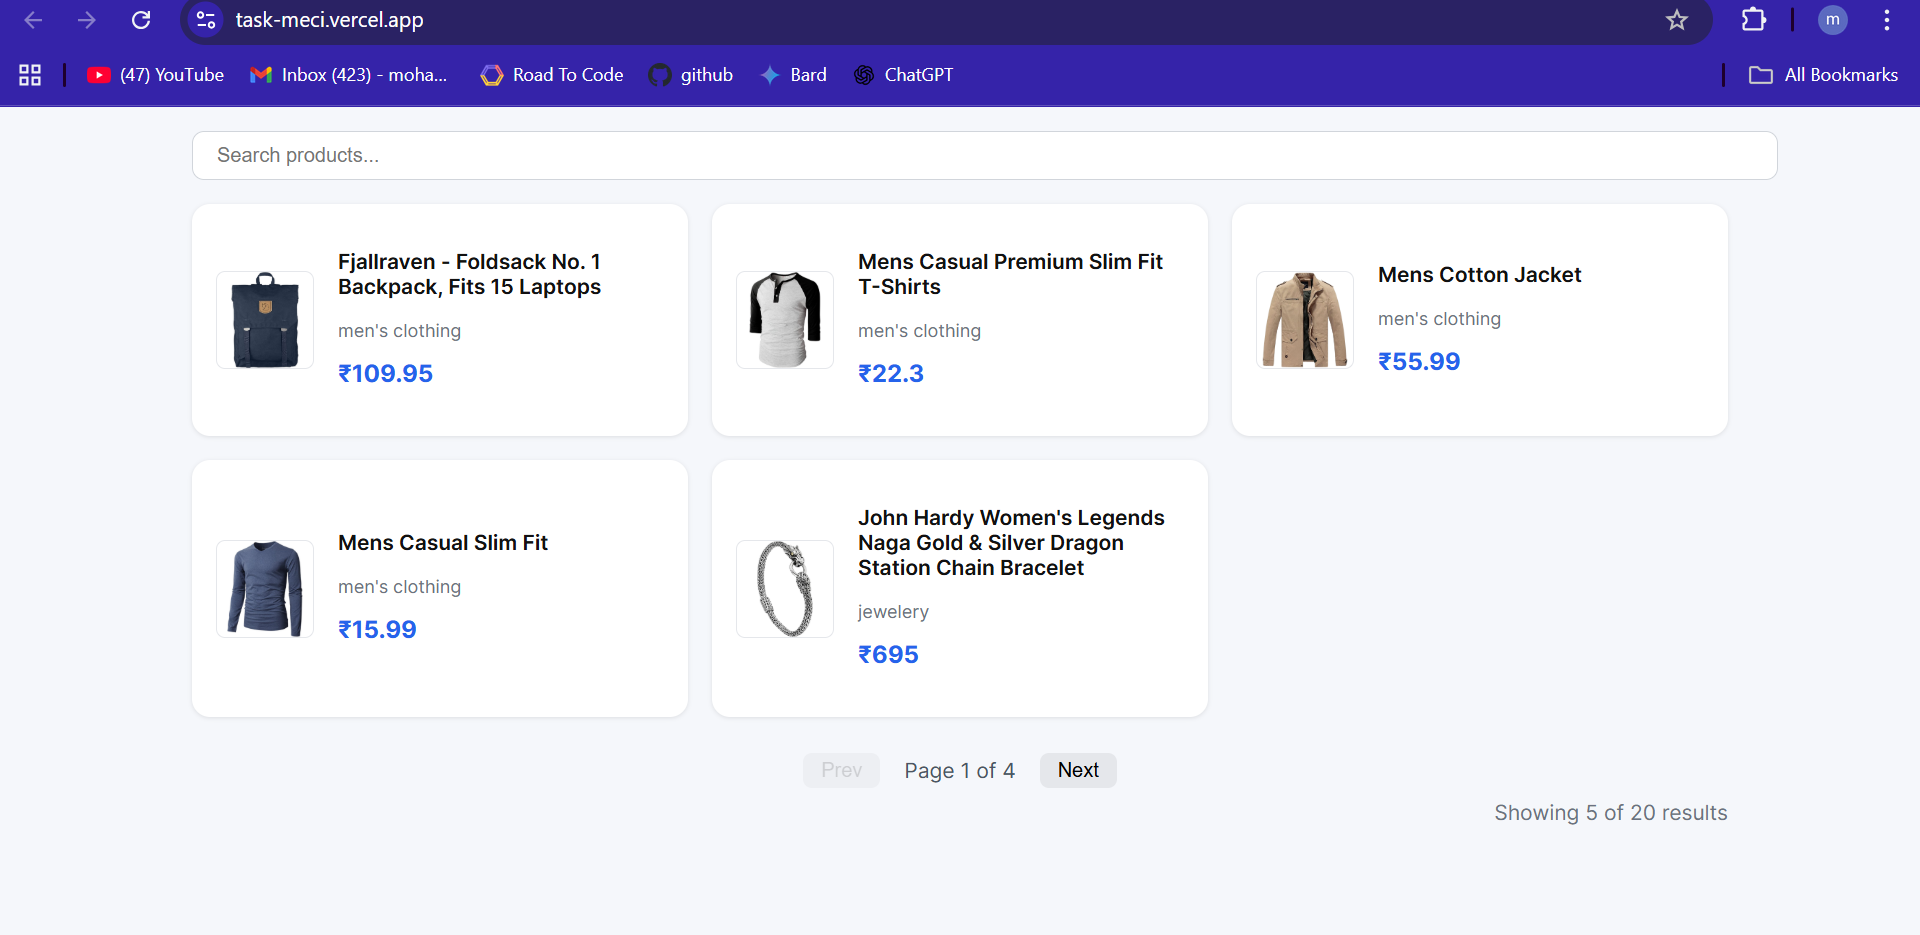 task-meci.vercel.app
m
(47) YouTube
Inbox (423) - moha...
Road To Code
github
Bard
ChatGPT
All Bookmarks
Search products...
Fjallraven - Foldsack No. 1
Backpack, Fits 15 Laptops
men's clothing
₹109.95
Mens Casual Premium Slim Fit
T-Shirts
men's clothing
₹22.3
Mens Cotton Jacket
men's clothing
₹55.99
Mens Casual Slim Fit
men's clothing
₹15.99
John Hardy Women's Legends
Naga Gold & Silver Dragon
Station Chain Bracelet
jewelery
₹695
Prev
Page 1 of 4
Next
Showing 5 of 20 results